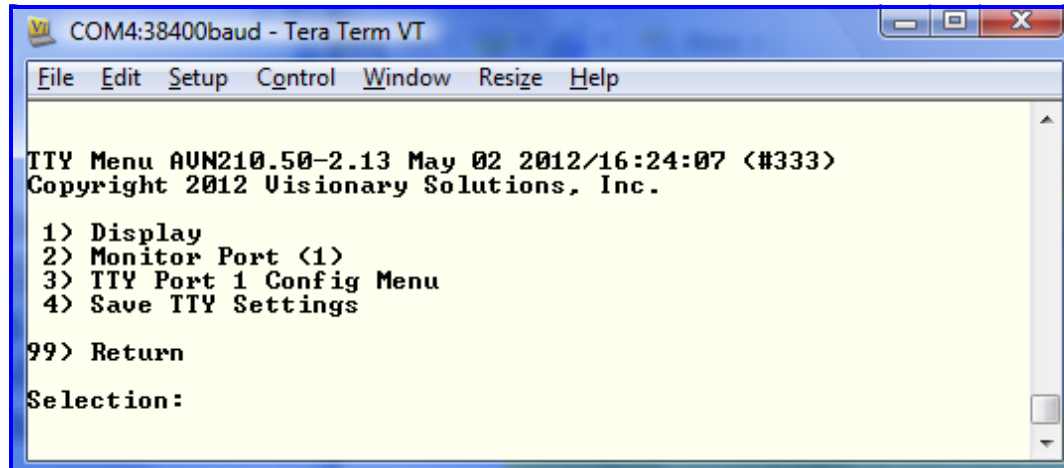 COM4:38400baud - Tera Term VT
File Edit Setup Control Window Resize Help
TTY Menu AVN210.50-2.13 May 02 2012/16:24:07 (#333)
Copyright 2012 Visionary Solutions, Inc.
1) Display
2) Monitor Port (1)
3) TTY Port 1 Config Menu
4) Save TTY Settings
99) Return
Selection: